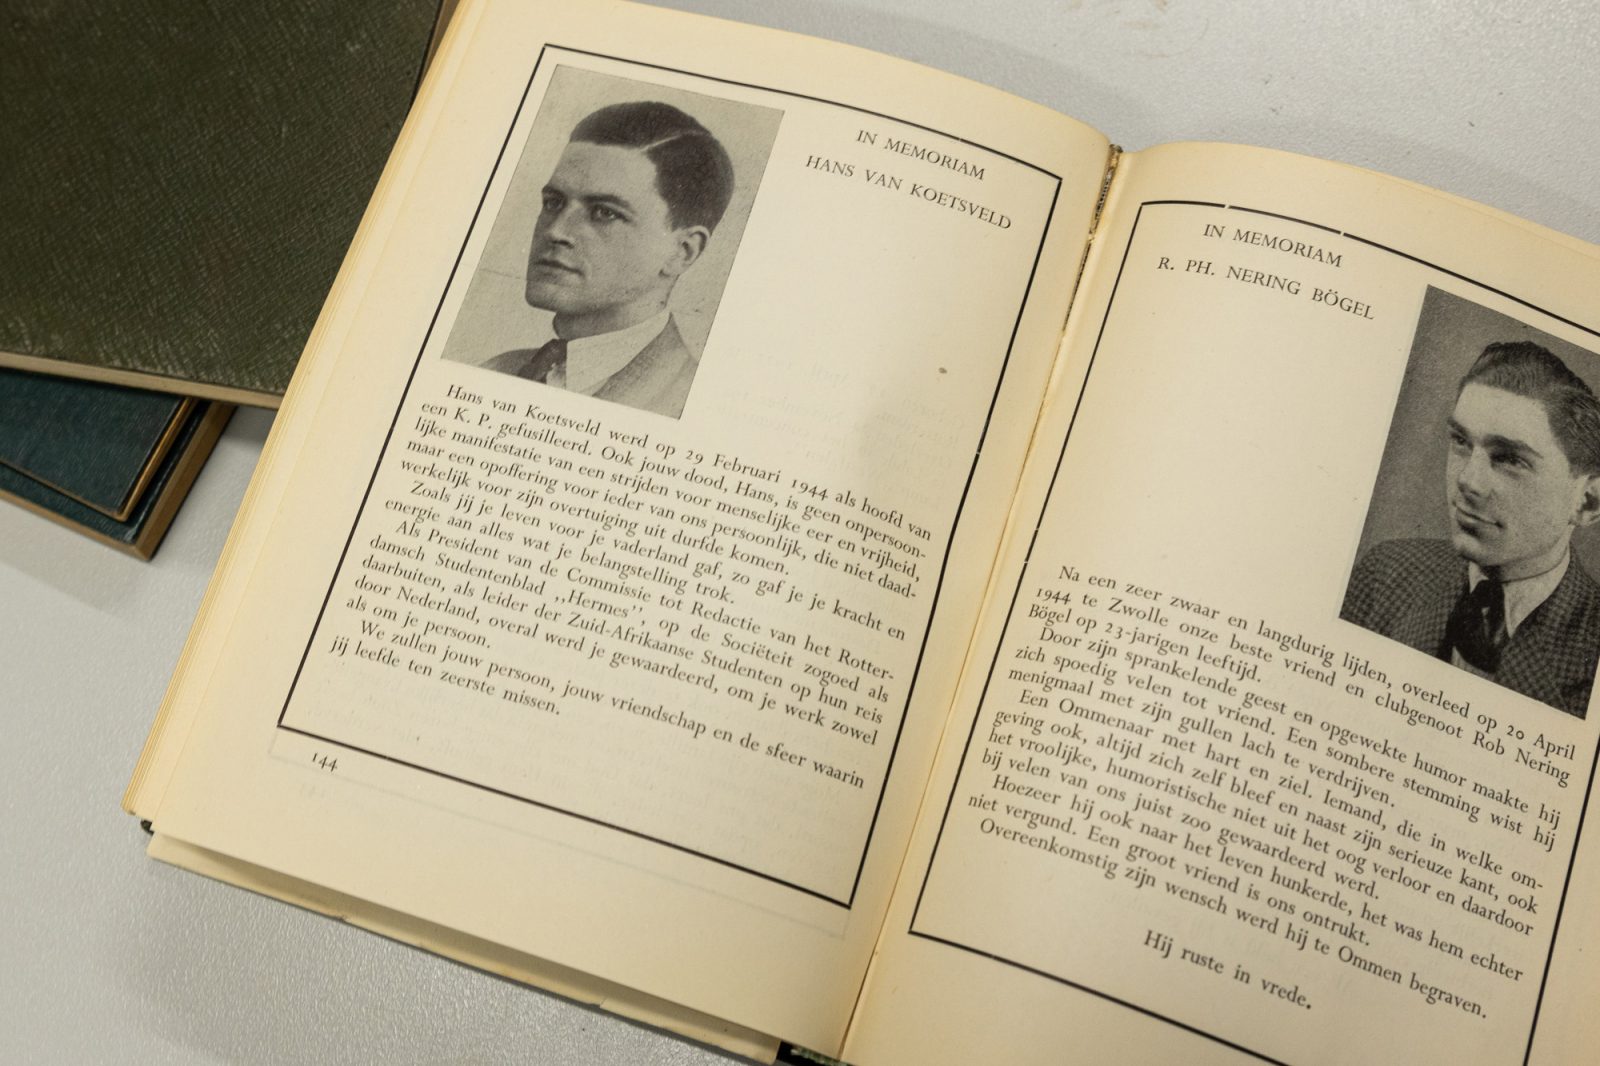 IN MEMORIAM
HANS VAN KOETSVELD
Hans van Koetsveld werd op 29 Februari 1944 als hoofd van
een K. P. gefusilleerd. Ook jouw dood, Hans, is geen onpersoon-
lijke manifestatie van een strijden voor menselijke eer en vrijheid,
maar een opoffering voor ieder van ons persoonlijk, die niet daad-
werkelijk voor zijn overtuiging uit durfde komen.
Zoals jij je leven voor je vaderland gaf, zo gaf je je kracht en
energie aan alles wat je belangstelling trok.
Als President van de Commissie tot Redactie van het Rotter-
damsch Studentenblad ,,Hermes”, op de Sociëteit zogoed als
daarbuiten, als leider der Zuid-Afrikaanse Studenten op hun reis
door Nederland, overal werd je gewaardeerd, om je werk zowel
als om je persoon.
We zullen jouw persoon, jouw vriendschap en de sfeer waarin
jij leefde ten zeerste missen.
144
IN MEMORIAM
R. PH. NERING BÖGEL
Na een zeer zwaar en langdurig lijden, overleed op 20 April
1944 te Zwolle onze beste vriend en clubgenoot Rob Nering
Bögel op 23-jarigen leeftijd.
Door zijn sprankelende geest en opgewekte humor maakte hij
zich spoedig velen tot vriend. Een sombere stemming wist hij
menigmaal met zijn gullen lach te verdrijven.
Een Ommenaar met hart en ziel. Iemand, die in welke om-
geving ook, altijd zich zelf bleef en naast zijn serieuze kant, ook
het vroolijke, humoristische niet uit het oog verloor en daardoor
bij velen van ons juist zoo gewaardeerd werd.
Hoezeer hij ook naar het leven hunkerde, het was hem echter
niet vergund. Een groot vriend is ons ontrukt.
Overeenkomstig zijn wensch werd hij te Ommen begraven.
Hij ruste in vrede.